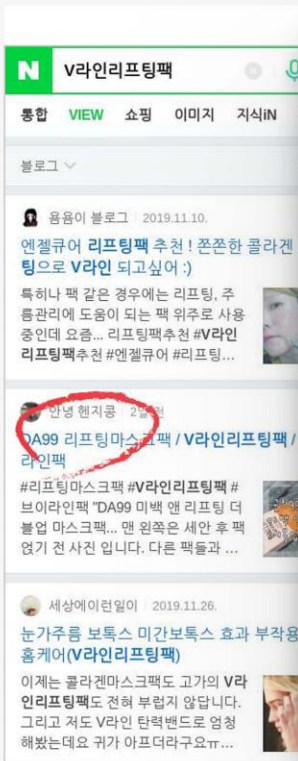 N V라인리프팅팩
통합 VIEW 쇼핑 이미지 지식iN
블로그
욤욤이 블로그 2019.11.10.
엔젤큐어 리프팅팩 추천! 쫀쫀한 콜라겐
팅으로 V라인 되고싶어 :)
특히나 팩 같은 경우에는 리프팅, 주
름관리에 도움이 되는 팩 위주로 사용
중인데 요즘... 리프팅팩추천 #V라인
리프팅팩추천 #엔젤큐어 #리프팅...
안녕 헨지콩 2일 전
DA99 리프팅마스크팩 / V라인리프팅팩 /
라인팩
#리프팅마스크팩 #V라인리프팅팩 #
브이라인팩 "DA99 미백 앤 리프팅 더
블업 마스크팩... 맨 왼쪽은 세안 후 팩
얹기 전 사진 입니다. 다른 팩들과 ...
세상에이런일이 2019.11.26.
눈가주름 보톡스 미간보톡스 효과 부작용
홈케어(V라인리프팅팩)
이제는 콜라겐마스크팩도 고가의 V라
인리프팅팩도 전혀 부럽지 않답니다.
그리고 저도 V라인 탄력밴드로 엄청
해봤는데요 귀가 아프더라구요ㅠ...